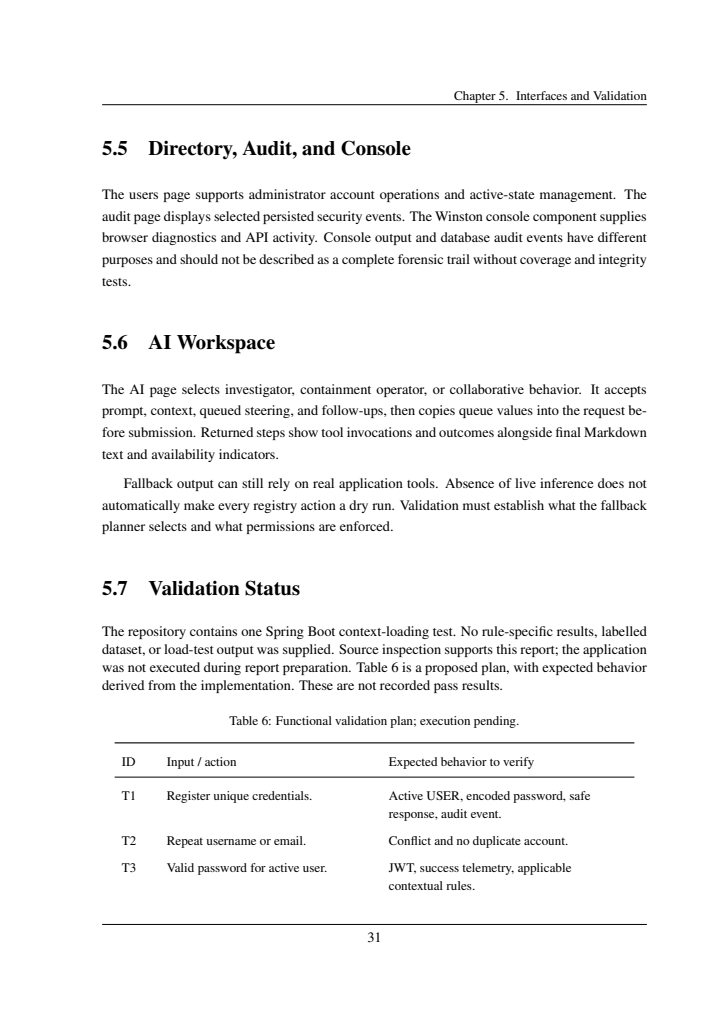 Chapter 5. Interfaces and Validation
5.5 Directory, Audit, and Console
The users page supports administrator account operations and active-state management. The
audit page displays selected persisted security events. The Winston console component supplies
browser diagnostics and API activity. Console output and database audit events have different
purposes and should not be described as a complete forensic trail without coverage and integrity
tests.
5.6 AI Workspace
The AI page selects investigator, containment operator, or collaborative behavior. It accepts
prompt, context, queued steering, and follow-ups, then copies queue values into the request be-
fore submission. Returned steps show tool invocations and outcomes alongside final Markdown
text and availability indicators.
Fallback output can still rely on real application tools. Absence of live inference does not
automatically make every registry action a dry run. Validation must establish what the fallback
planner selects and what permissions are enforced.
5.7 Validation Status
The repository contains one Spring Boot context-loading test. No rule-specific results, labelled
dataset, or load-test output was supplied. Source inspection supports this report; the application
was not executed during report preparation. Table 6 is a proposed plan, with expected behavior
derived from the implementation. These are not recorded pass results.
Table 6: Functional validation plan; execution pending.
ID Input / action Expected behavior to verify
T1 Register unique credentials. Active USER, encoded password, safe
response, audit event.
T2 Repeat username or email. Conflict and no duplicate account.
T3 Valid password for active user. JWT, success telemetry, applicable
contextual rules.
31